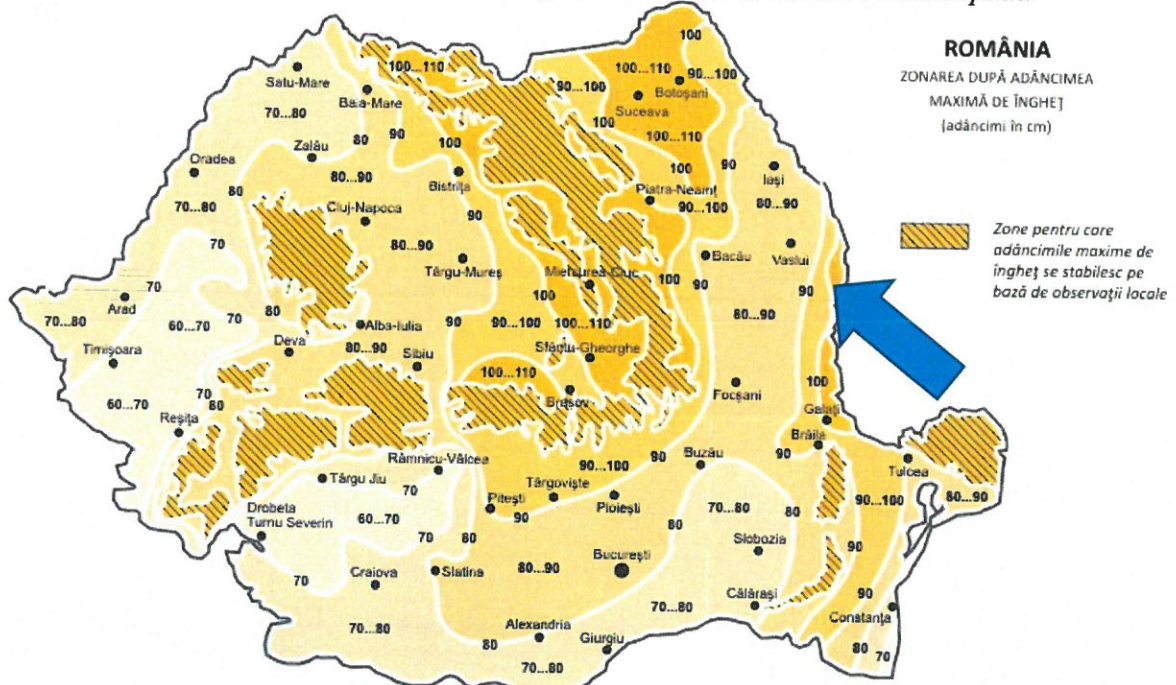 ROMÂNIA
ZONAREA DUPĂ ADÂNCIMEA
MAXIMĂ DE ÎNGHEȚ
(adâncimi în cm)
Zone pentru care
adâncimile maxime de
îngheț se stabilesc pe
bază de observații locale
100
100...110
100...110
90...100
90...100
Satu-Mare
Baia-Mare
Botoșani
Suceava
70...80
80
90
100
100
100...110
Zalău
Oradea
80
80...90
Bistrița
100
90
Iași
Piatra-Neamț
90...100
80...90
70...80
Cluj-Napoca
90
70
80...90
Târgu-Mureș
Miercurea-Ciuc
100
Bacău
Vaslui
90
90
70
Arad
100
70...80
60...70
70
80
Alba-Iulia
90
90...100
100...110
80...90
Timișoara
Deva
80...90
Sibiu
Sfântu-Gheorghe
100...110
Brașov
Focșani
100
60...70
70
80
Reșița
Galați
Brăila
Râmnicu-Vâlcea
90...100
90
Buzău
90
Tulcea
Târgu Jiu
70
Târgoviște
Pitești
Ploiești
90...100
80...90
Drobeta
Turnu Severin
60...70
90
70...80
80
70
80
80
Slobozia
București
90
70
Craiova
Slatina
80...90
Călărași
90
70...80
Constanța
70...80
Alexandria
80
Giurgiu
80
70
70...80